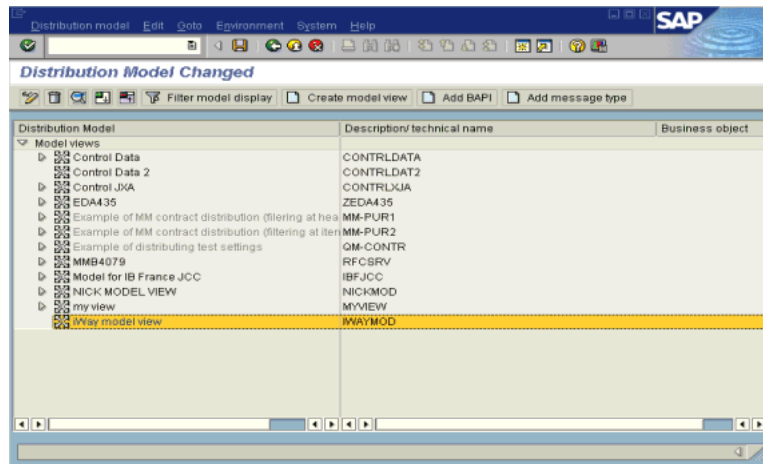 Distribution model Edit Goto Environment System Help
SAP
Distribution Model Changed
Filter model display Create model view Add BAPI Add message type
Distribution Model Description/technical name Business object
Model views
Control Data CONTRLDATA
Control Data 2 CONTRLDAT2
Control JXA CONTRLXJA
EDA435 ZEDA435
Example of MM contract distribution (filering at hea MM-PUR1
Example of MM contract distribution (filtering at iten MM-PUR2
Example of distributing test settings QM-CONTR
MMB4079 RFCSRV
Model for IB France JCC IBFJCC
NICK MODEL VIEW NICKMOD
my view MYVIEW
iWay model view IWAYMOD